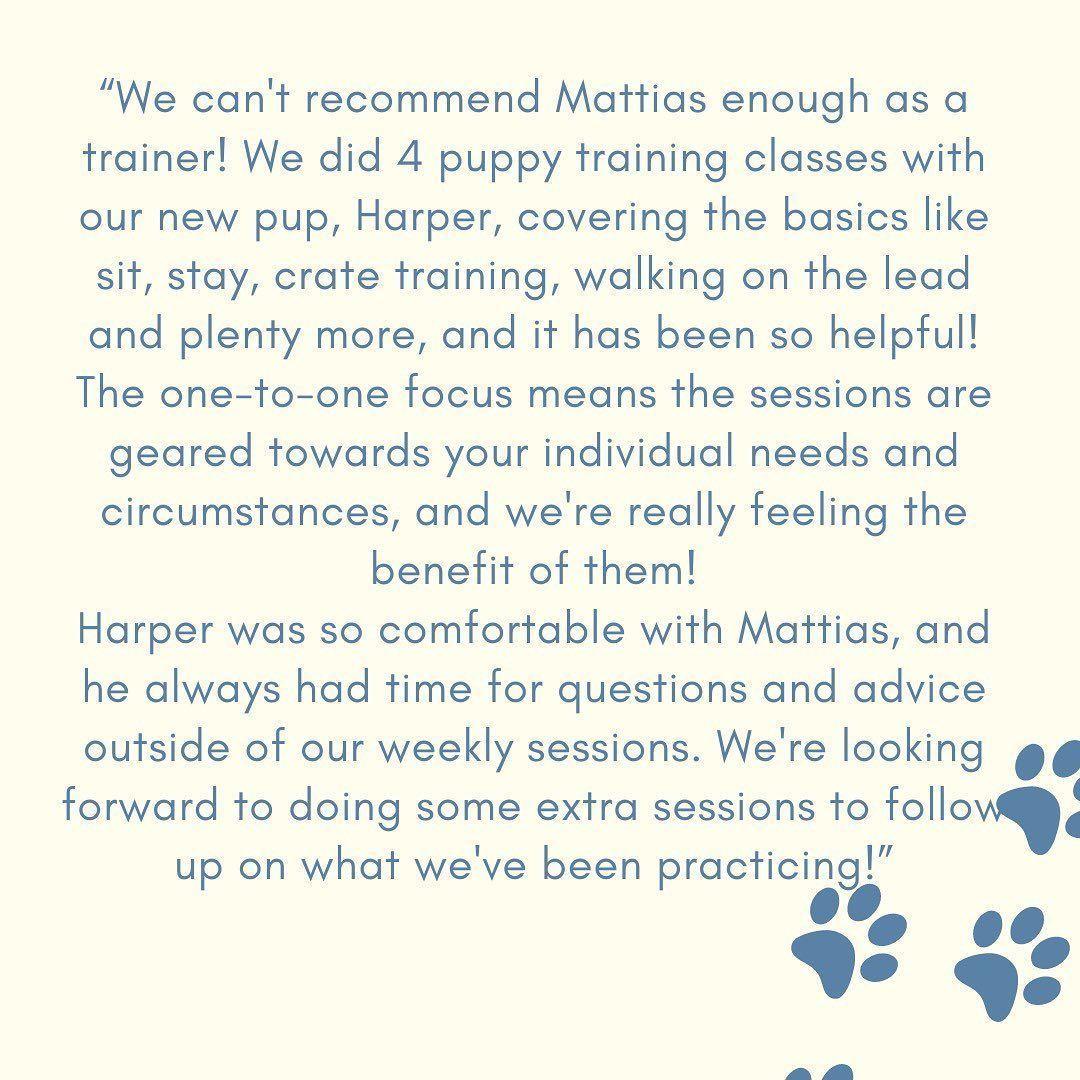 “We can't recommend Mattias enough as a
trainer! We did 4 puppy training classes with
our new pup, Harper, covering the basics like
sit, stay, crate training, walking on the lead
and plenty more, and it has been so helpful!
The one-to-one focus means the sessions are
geared towards your individual needs and
circumstances, and we're really feeling the
benefit of them!
Harper was so comfortable with Mattias, and
he always had time for questions and advice
outside of our weekly sessions. We're looking
forward to doing some extra sessions to follow
up on what we've been practicing!”